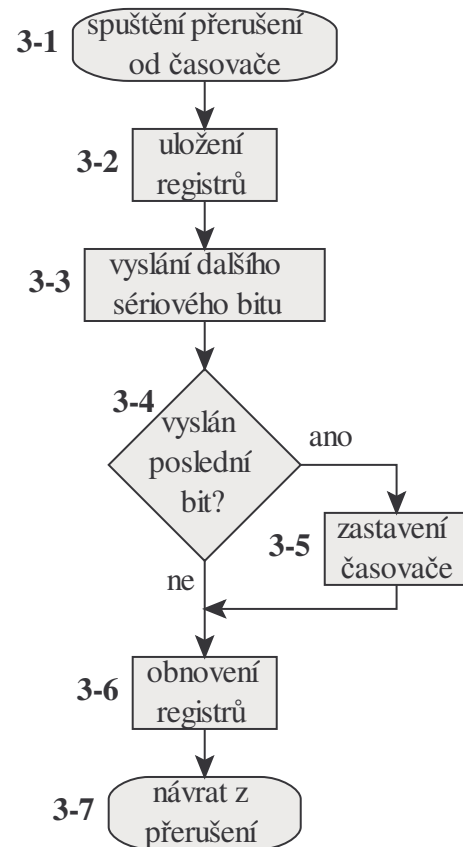 3-1
spuštění přerušení
od časovače
3-2
uložení
registrů
3-3
vyslání dalšího
sériového bitu
3-4
vyslán
poslední
bit?
ano
3-5
zastavení
časovače
ne
3-6
obnovení
registrů
3-7
návrat z
přerušení